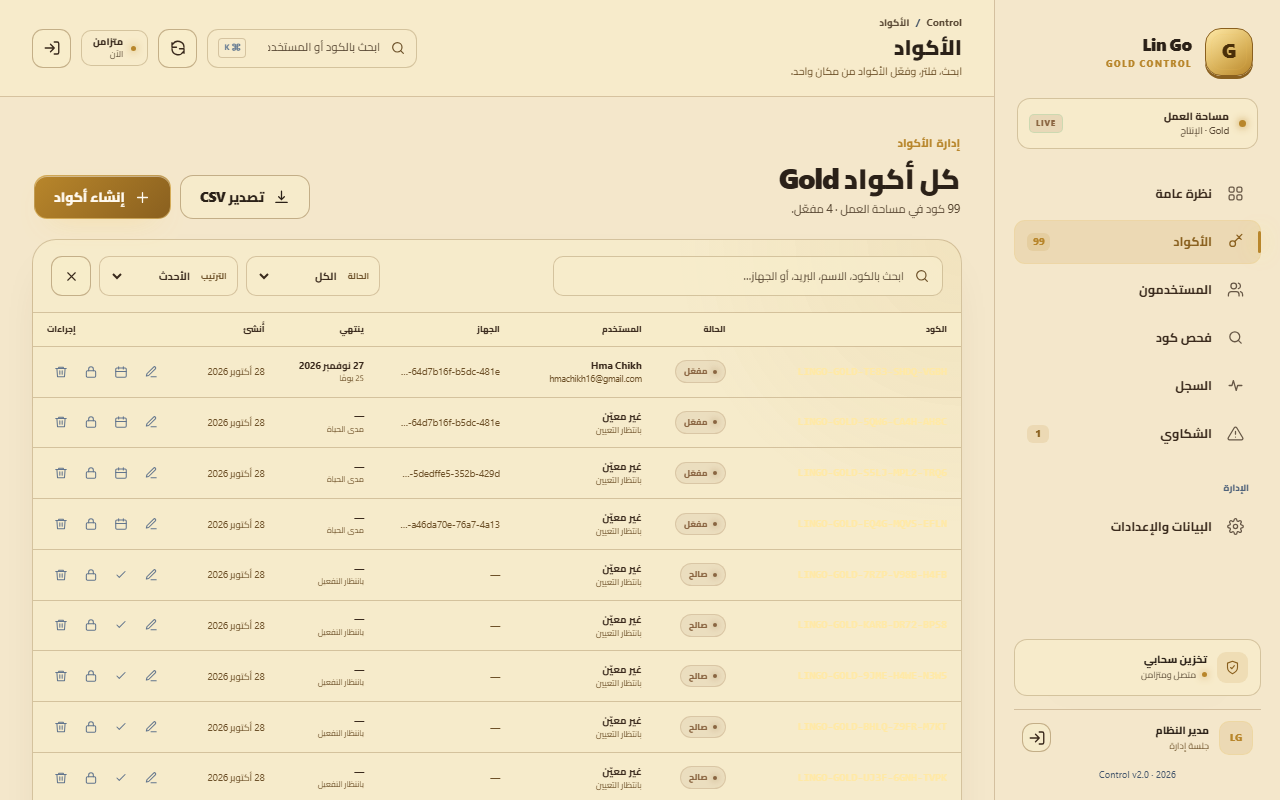 Lin Go
GOLD CONTROL
G
مساحة العمل
Gold · الإنتاج
LIVE
نظرة عامة
الأكواد
99
المستخدمون
فحص كود
السجل
الشكاوي
1
الإدارة
البيانات والإعدادات
تخزين سحابي
متصل ومتزامن
مدير النظام
جلسة إدارة
LG
Control v2.0 · 2026
Control / الأكواد
الأكواد
ابحث، فلتر، وفعّل الأكواد من مكان واحد.
ابحث بالكود أو المستخدد
⌘ K
متزامن
الآن
إدارة الأكواد
كل أكواد Gold
99 كود في مساحة العمل · 4 مفعّل.
تصدير CSV
إنشاء أكواد
ابحث بالكود، الاسم، البريد، أو الجهاز...
الحالة الكل
الترتيب الأحدث
الكود الحالة المستخدم الجهاز ينتهي أُنشئ إجراءات
مفعّل Hma Chikh 64d7b16f-b5dc-481e-... 27 نوفمبر 2026 28 أكتوبر 2026
hmachikh16@gmail.com 25 يومًا
مفعّل غير معيّن 64d7b16f-b5dc-481e-... — 28 أكتوبر 2026
بانتظار التعيين مدى الحياة
مفعّل غير معيّن 5dedffe5-352b-429d-... — 28 أكتوبر 2026
بانتظار التعيين مدى الحياة
مفعّل غير معيّن a46da70e-76a7-4a13-... — 28 أكتوبر 2026
بانتظار التعيين مدى الحياة
صالح غير معيّن — — 28 أكتوبر 2026
بانتظار التعيين بانتظار التفعيل
صالح غير معيّن — — 28 أكتوبر 2026
بانتظار التعيين بانتظار التفعيل
صالح غير معيّن — — 28 أكتوبر 2026
بانتظار التعيين بانتظار التفعيل
صالح غير معيّن — — 28 أكتوبر 2026
بانتظار التعيين بانتظار التفعيل
صالح غير معيّن — — 28 أكتوبر 2026
بانتظار التعيين بانتظار التفعيل